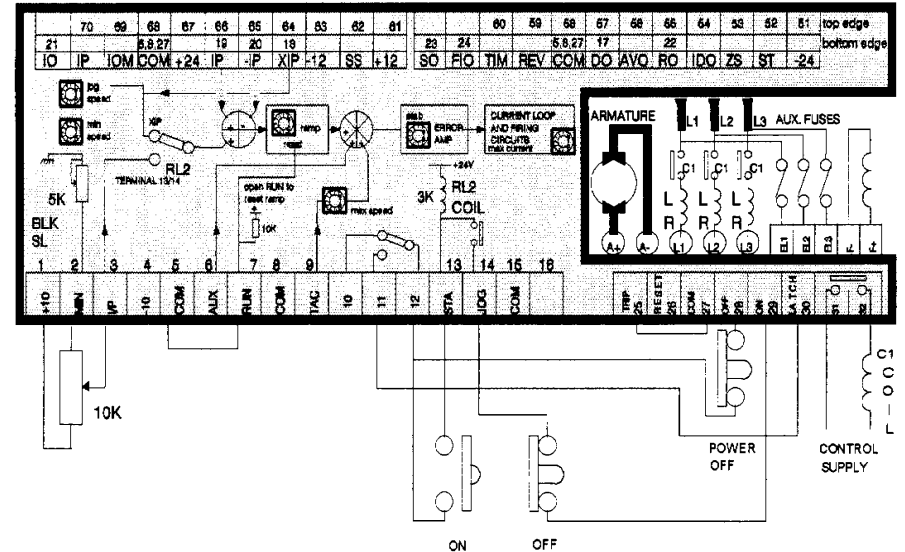 70 69 68 67 66 65 64 63 62 61 60 59 58 57 56 55 54 53 52 51 top edge
21 5,8,27 19 20 18 23 24 5,8,27 17 22 bottom edge
IO IP IOM COM +24 IP -IP XIP -12 SS +12 SO FIO TIM REV COM DO AVO RO IDO ZS ST -24
jog speed
min speed
XIP
RL2
TERMINAL 13/14
+ -
ramp
reset
open RUN to
reset ramp
10K
max speed
stab
ERROR
AMP
CURRENT LOOP
AND FIRING
CIRCUITS
max current
+24V
3K
RL2
COIL
5K
BLK
SL
ARMATURE
L1 L2 L3 AUX. FUSES
C1 C1 C1
L L L
R R R
A+ A- L1 L2 L3 EL1 EL2 EL3 F- F+
1 2 3 4 5 6 7 8 9 10 11 12 13 14 15 16
+10 MIN I/P -10 COM AUX RUN COM TAC STA JOG COM
TRIP 25 RESET 26 COM 27 OFF 28 ON 29 LATCH 30 S1 S2
10K
C1
COIL
POWER
OFF
CONTROL
SUPPLY
ON
OFF